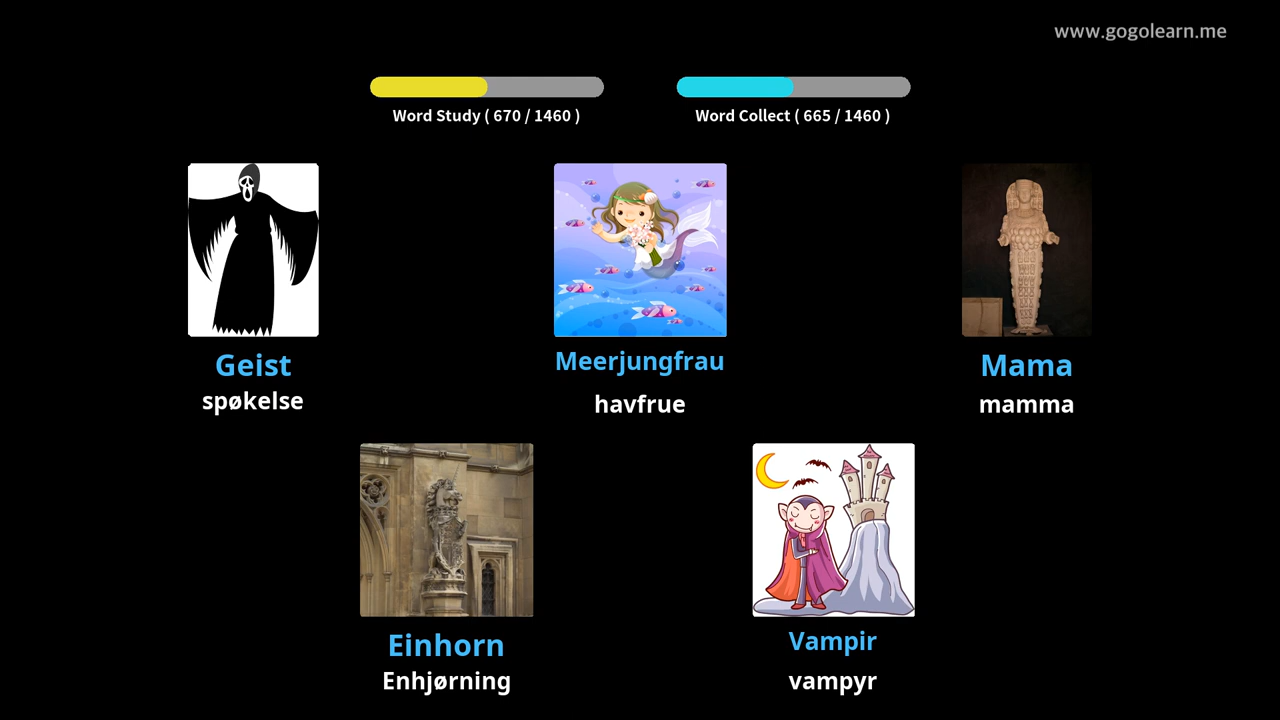 www.gogolearn.me
Word Study ( 670 / 1460 )
Word Collect ( 665 / 1460 )
Geist
spøkelse
Meerjungfrau
havfrue
Mama
mamma
Einhorn
Enhjørning
Vampir
vampyr